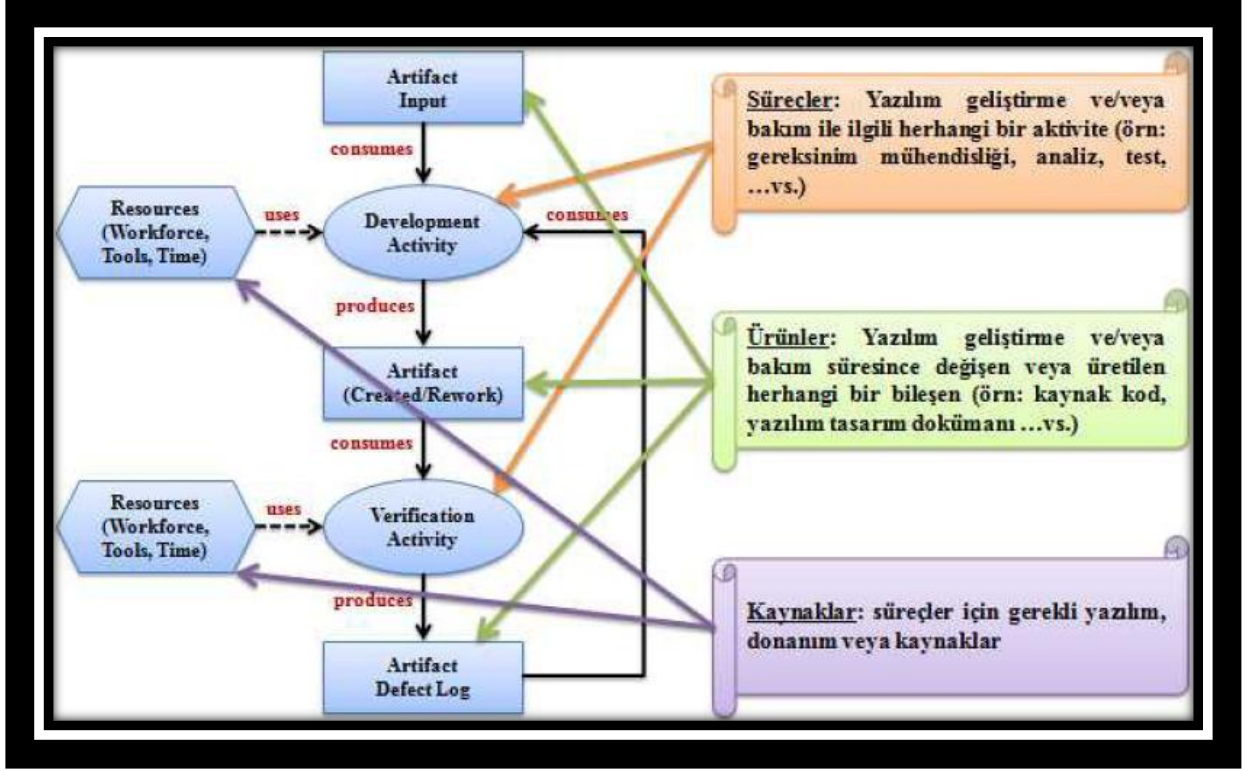 Artifact
Input
consumes
Resources
(Workforce,
Tools, Time)
uses
Development
Activity
consumes
produces
Artifact
(Created/Rework)
consumes
Resources
(Workforce,
Tools, Time)
uses
Verification
Activity
produces
Artifact
Defect Log
Süreçler: Yazılım geliştirme ve/veya
bakım ile ilgili herhangi bir aktivite (örn:
gereksinim mühendisliği, analiz, test,
…vs.)
Ürünler: Yazılım geliştirme ve/veya
bakım süresince değişen veya üretilen
herhangi bir bileşen (örn: kaynak kod,
yazılım tasarım dokümanı …vs.)
Kaynaklar: süreçler için gerekli yazılım,
donanım veya kaynaklar